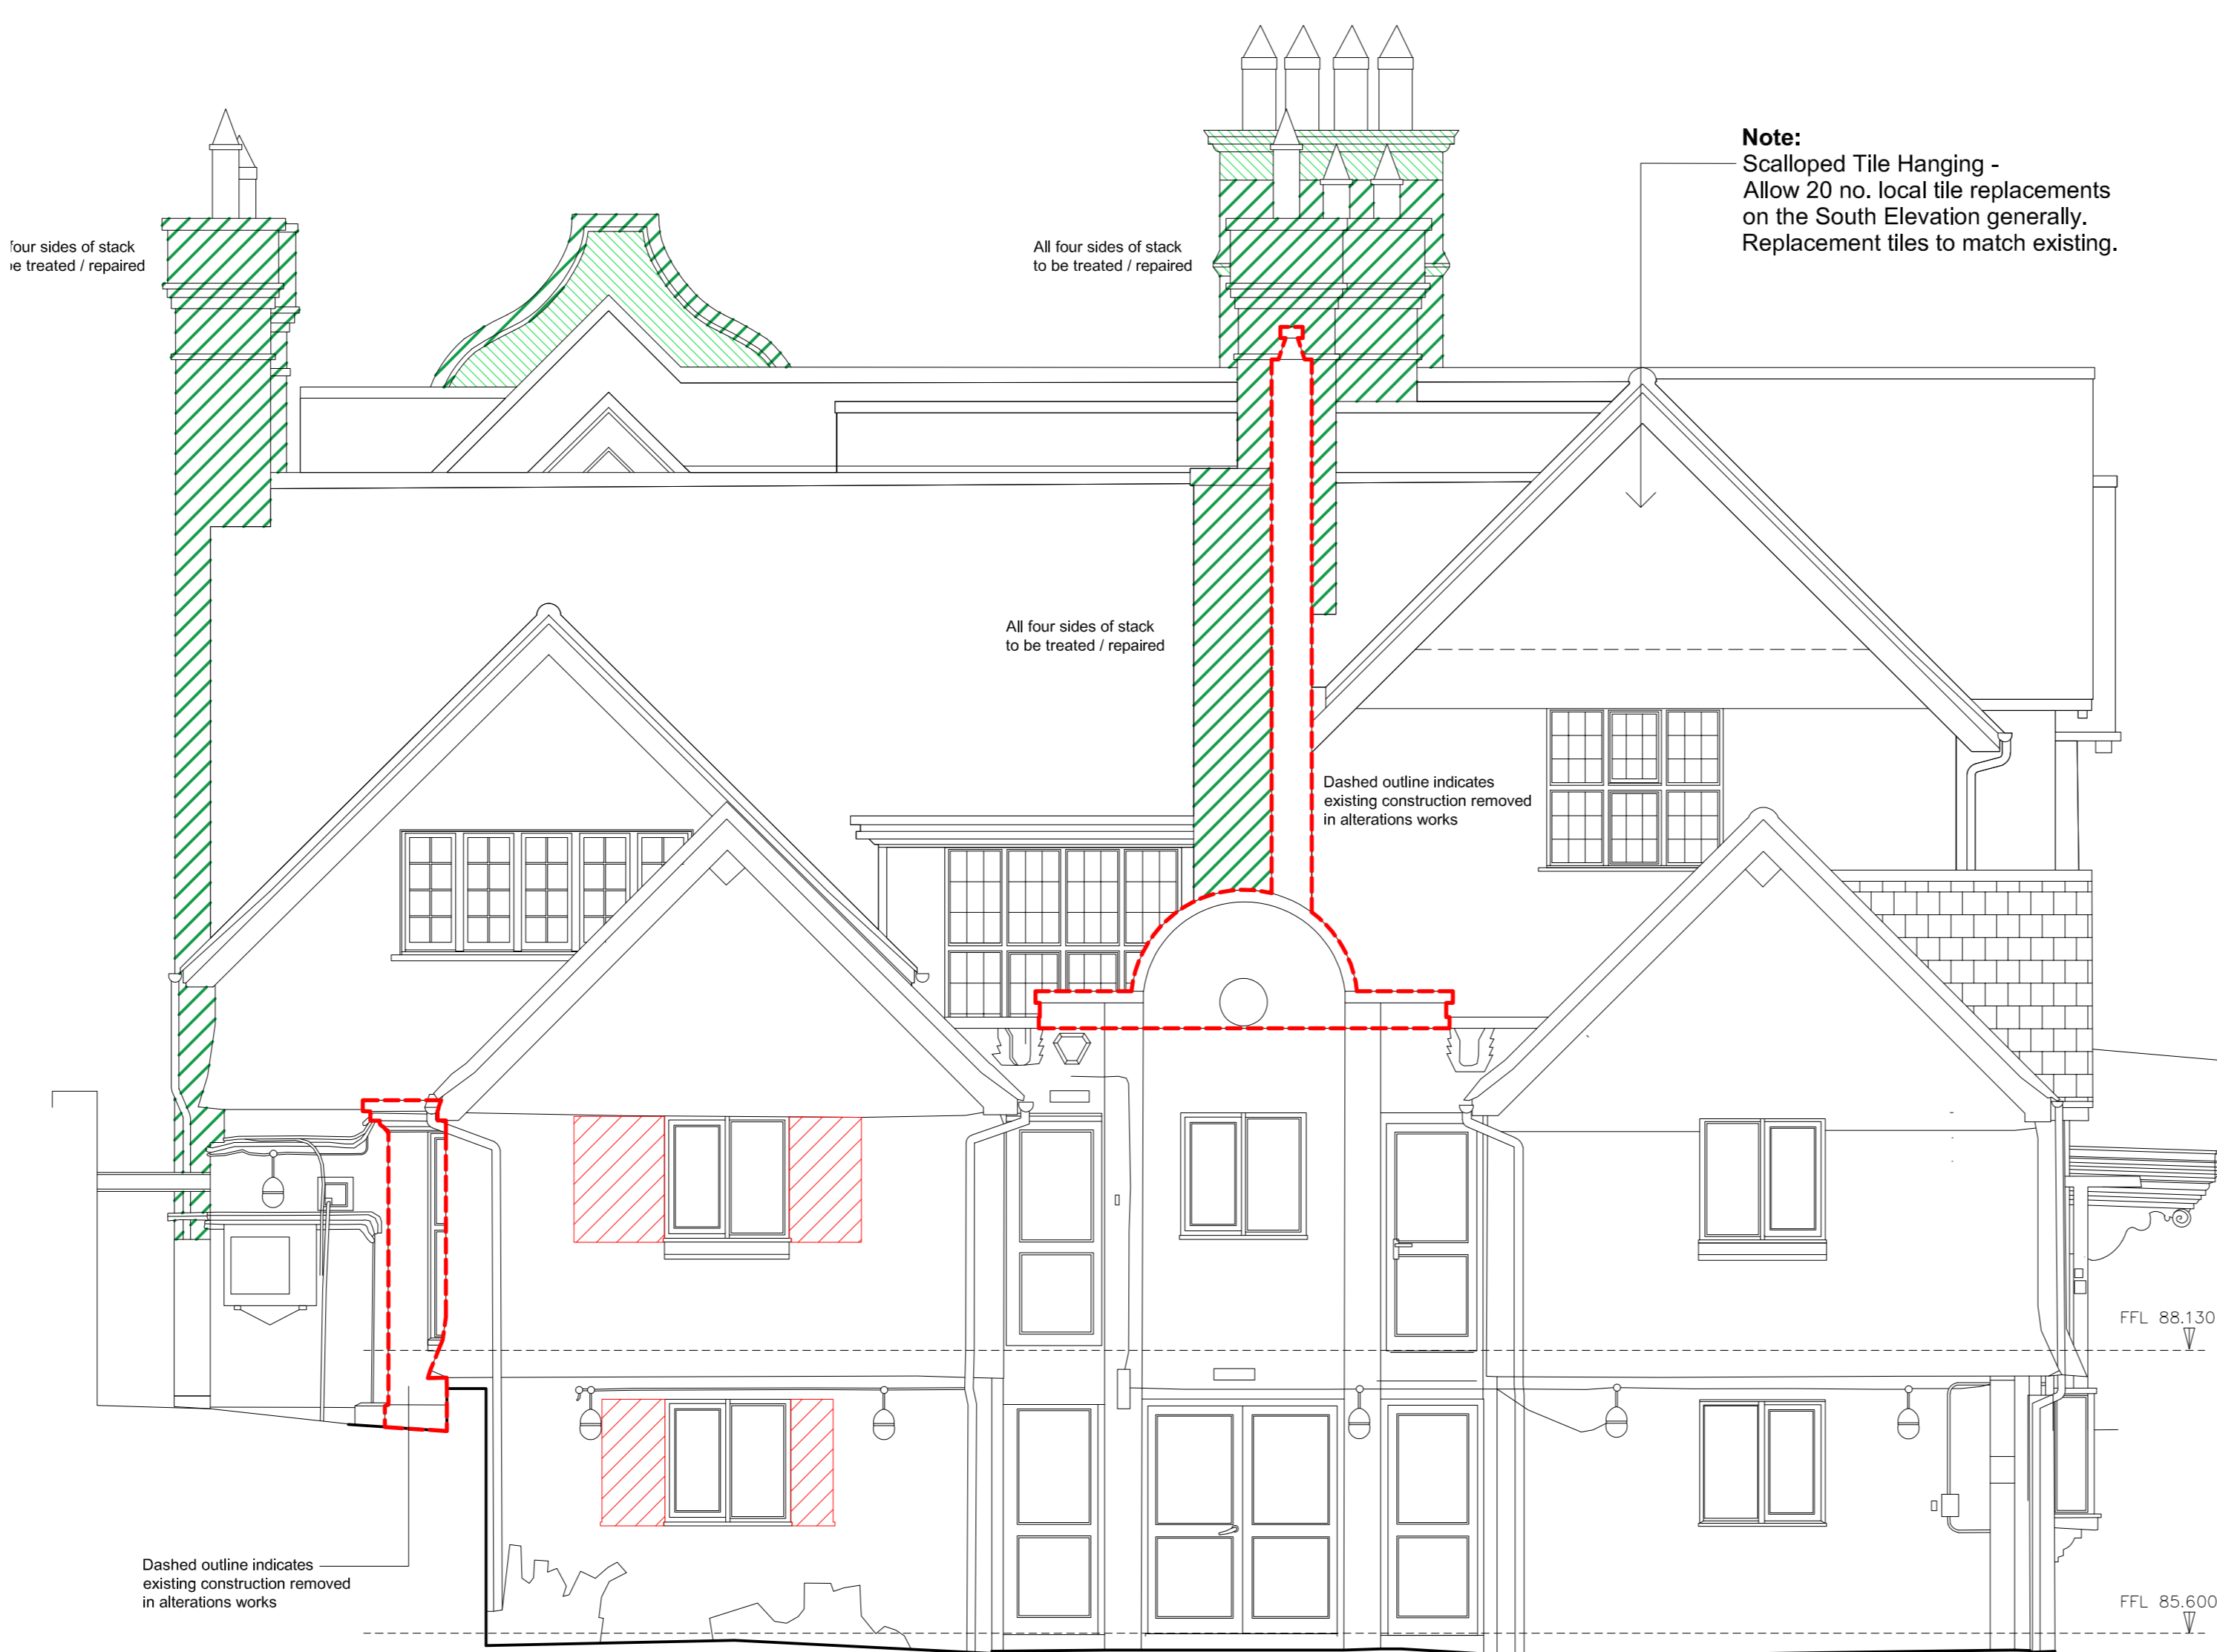 Note:
Scalloped Tile Hanging -
Allow 20 no. local tile replacements
on the South Elevation generally.
Replacement tiles to match existing.
four sides of stack
be treated / repaired
All four sides of stack
to be treated / repaired
All four sides of stack
to be treated / repaired
Dashed outline indicates
existing construction removed
in alterations works
FFL 88.130
Dashed outline indicates
existing construction removed
in alterations works
FFL 85.600